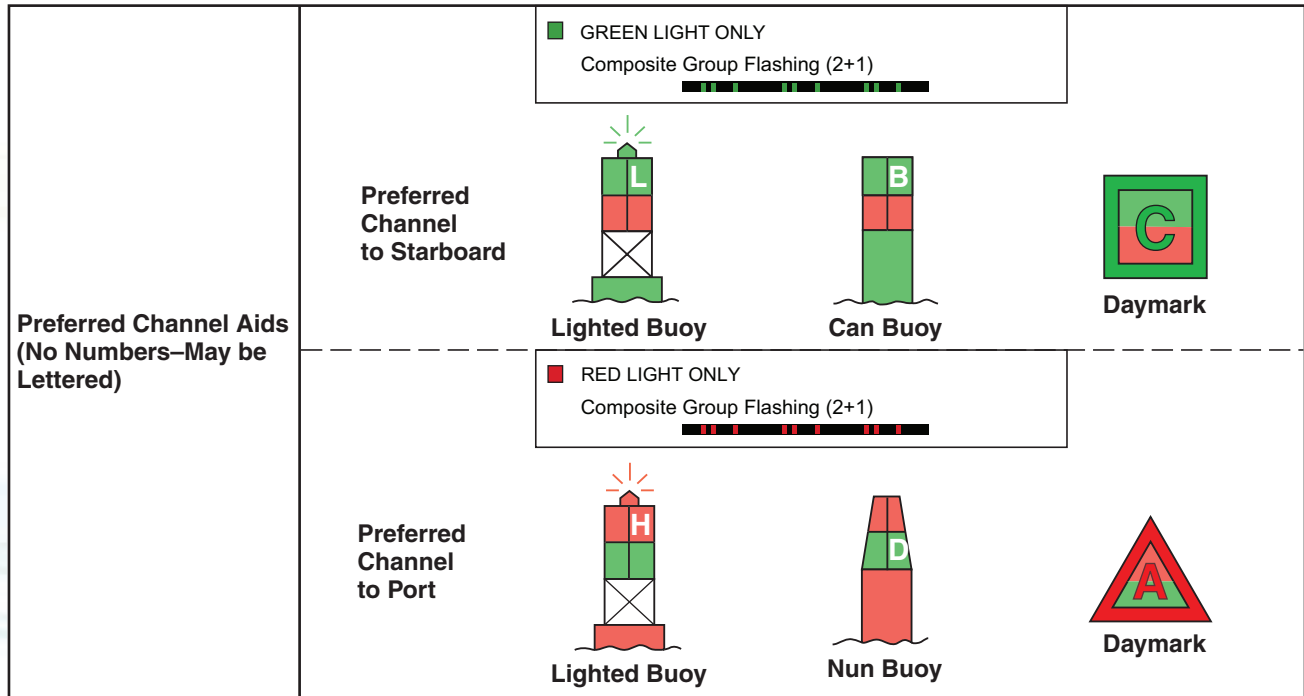 GREEN LIGHT ONLY
Composite Group Flashing (2+1)
Preferred
Channel
to Starboard
L
B
C
Lighted Buoy
Can Buoy
Daymark
Preferred Channel Aids
(No Numbers–May be
Lettered)
RED LIGHT ONLY
Composite Group Flashing (2+1)
Preferred
Channel
to Port
H
D
A
Lighted Buoy
Nun Buoy
Daymark